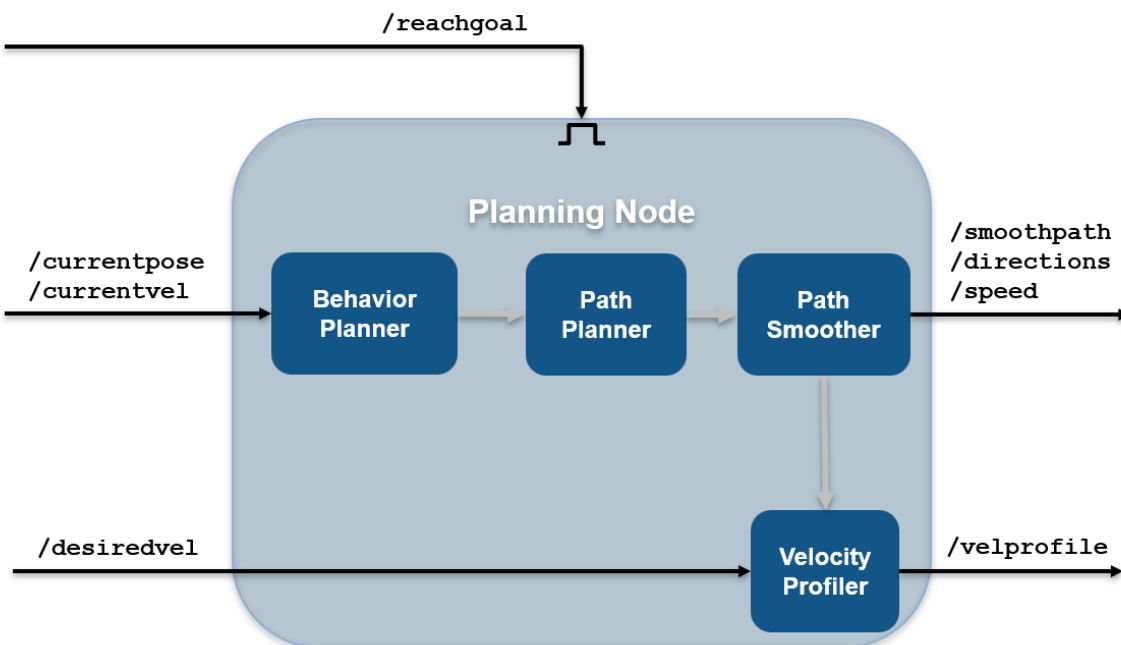 /reachgoal
Planning Node
/currentpose
/currentvel
Behavior
Planner
Path
Planner
Path
Smoother
/smoothpath
/directions
/speed
/desiredvel
Velocity
Profiler
/velprofile